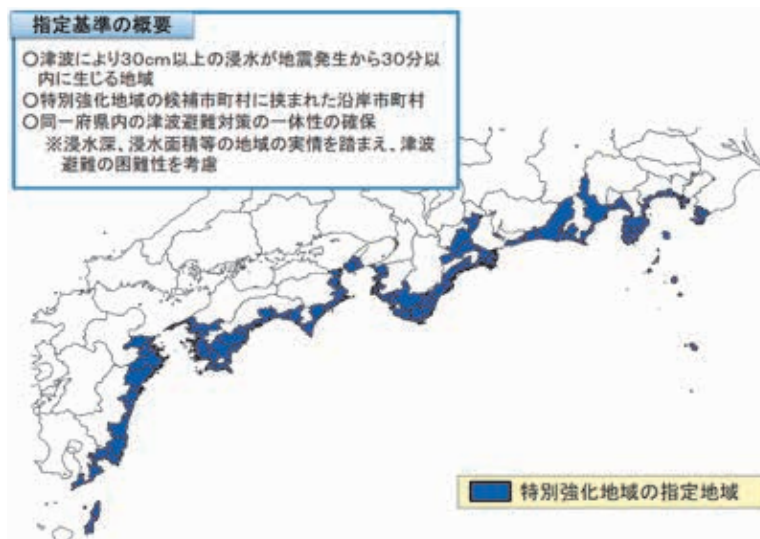 指定基準の概要
○津波により30cm以上の浸水が地震発生から30分以
内に生じる地域
○特別強化地域の候補市町村に挟まれた沿岸市町村
○同一府県内の津波避難対策の一体性の確保
※浸水深、浸水面積等の地域の実情を踏まえ、津波
避難の困難性を考慮
特別強化地域の指定地域